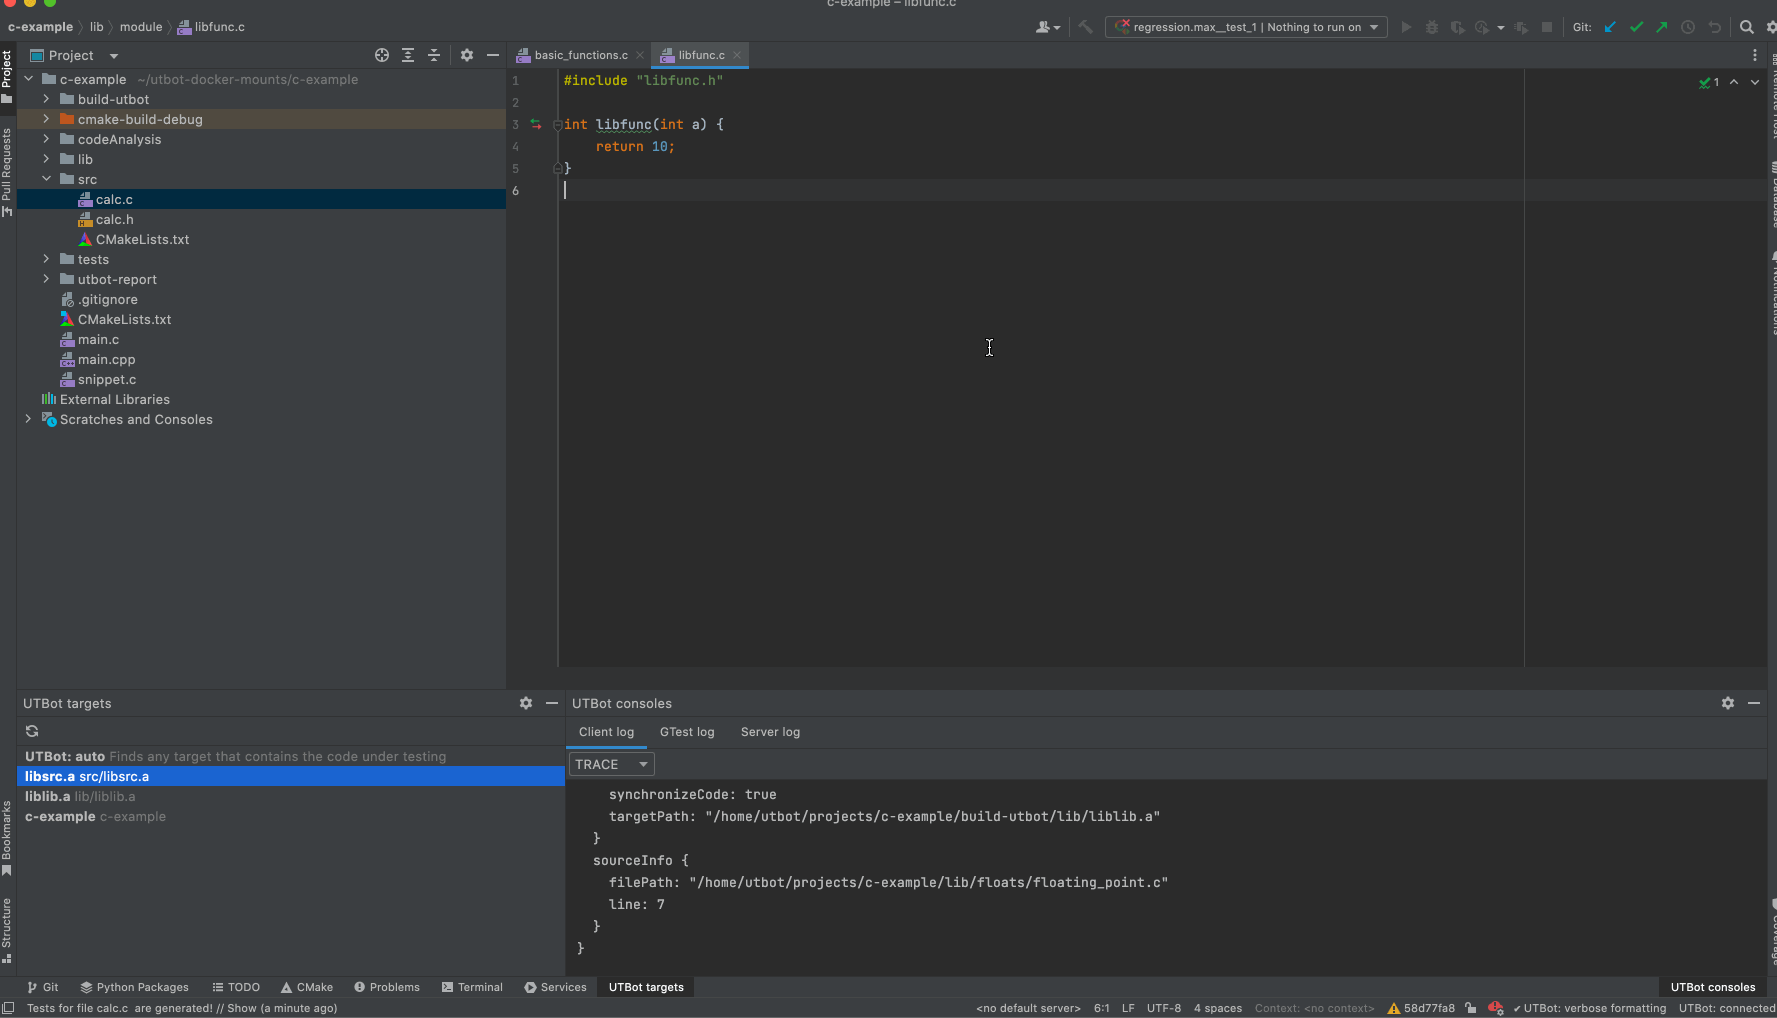 c-example – libfunc.c
c-example lib module libfunc.c
regression.max__test_1 | Nothing to run on
Git:
Project
Pull Requests
Bookmarks
Structure
Project
c-example ~/utbot-docker-mounts/c-example
build-utbot
cmake-build-debug
codeAnalysis
lib
src
calc.c
calc.h
CMakeLists.txt
tests
utbot-report
.gitignore
CMakeLists.txt
main.c
main.cpp
snippet.c
External Libraries
Scratches and Consoles
basic_functions.c libfunc.c
1 #include "libfunc.h"
2
3 int libfunc(int a) {
4 return 10;
5 }
6
1
Remote Host
Database
Notifications
Coverage
UTBot targets
UTBot: auto Finds any target that contains the code under testing
libsrc.a src/libsrc.a
liblib.a lib/liblib.a
c-example c-example
UTBot consoles
Client log GTest log Server log
TRACE
synchronizeCode: true
targetPath: "/home/utbot/projects/c-example/build-utbot/lib/liblib.a"
}
sourceInfo {
filePath: "/home/utbot/projects/c-example/lib/floats/floating_point.c"
line: 7
}
}
Git Python Packages TODO CMake Problems Terminal Services UTBot targets UTBot consoles
Tests for file calc.c are generated! // Show (a minute ago) <no default server> 6:1 LF UTF-8 4 spaces Context: <no context> 58d77fa8 ✓ UTBot: verbose formatting UTBot: connected